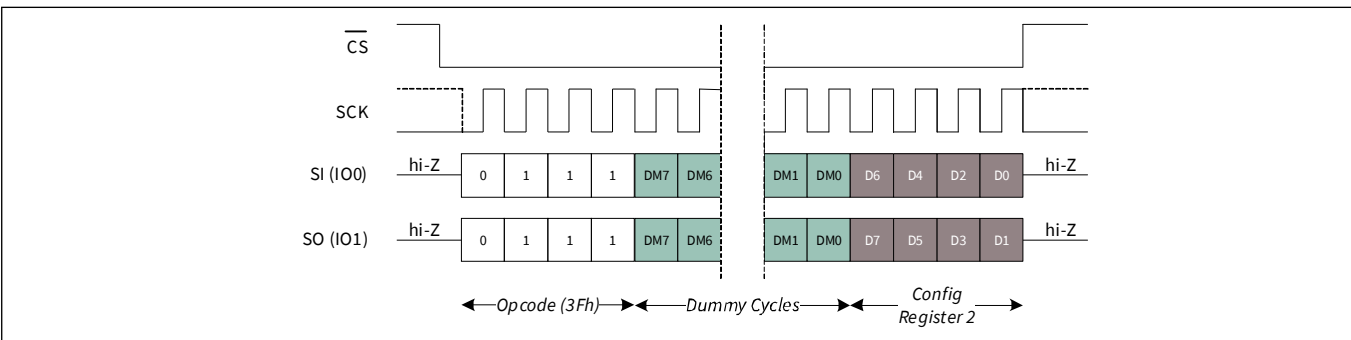 CS
SCK
SI (IO0) hi-Z 0 1 1 1 DM7 DM6 DM1 DM0 D6 D4 D2 D0 hi-Z
SO (IO1) hi-Z 0 1 1 1 DM7 DM6 DM1 DM0 D7 D5 D3 D1 hi-Z
Opcode (3Fh) Dummy Cycles Config
Register 2